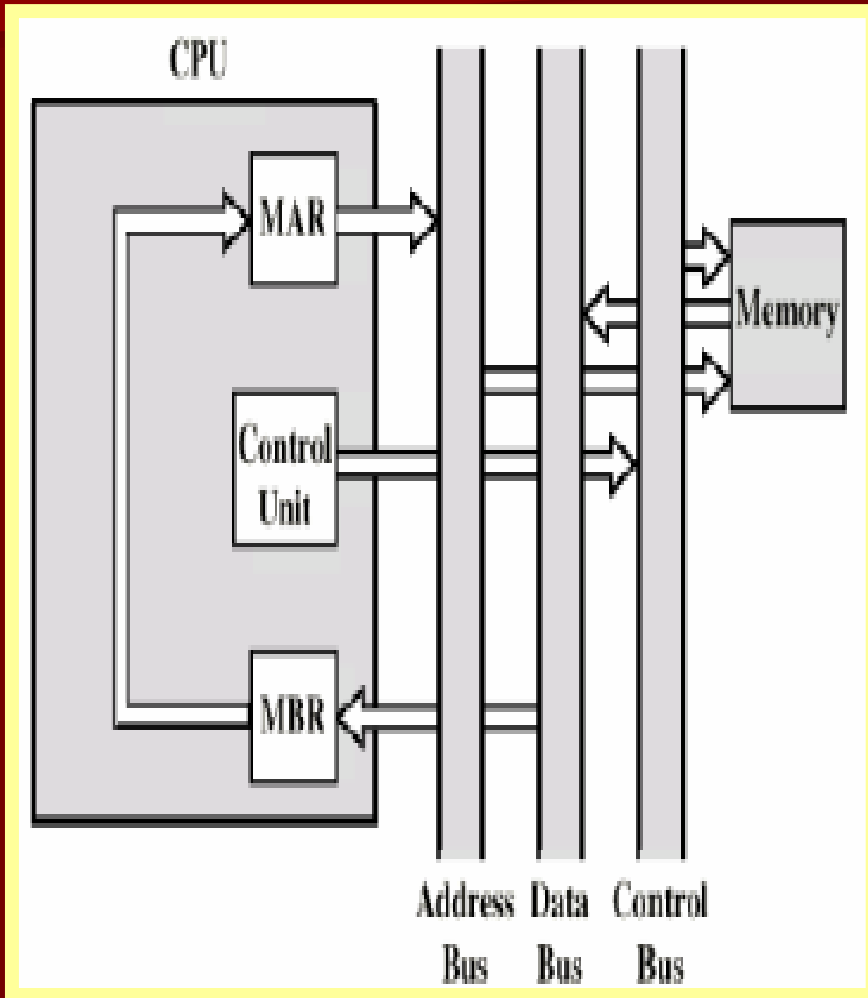 CPU
MAR
Memory
Control
Unit
MBR
Address Data Control
Bus Bus Bus